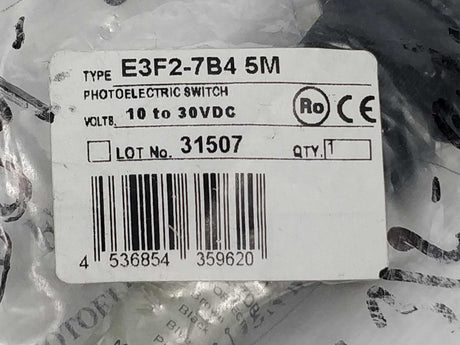 TYPE E3F2-7B4 5M
PHOTOELECTRIC SWITCH
VOLTS. 10 to 30VDC
Ro CE
LOT No. 31507 QTY. 1
4 536854 359620
Black